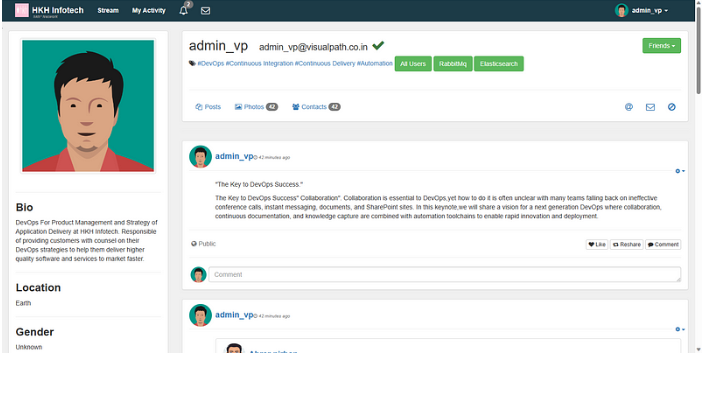 HKH Infotech
Stream
My Activity
2
admin_vp
admin_vp admin_vp@visualpath.co.in
Friends
#DevOps #Continuous Integration #Continuous Delivery #Automation All Users RabbitMq Elasticsearch
Posts Photos 42 Contacts 42
admin_vp 42 minutes ago
"The Key to DevOps Success "
The Key to DevOps Success" Collaboration". Collaboration is essential to DevOps,yet how to do it is often unclear with many teams falling back on ineffective
conference calls, instant messaging, documents, and SharePoint sites. In this keynote,we will share a vision for a next generation DevOps where collaboration,
continuous documentation, and knowledge capture are combined with automation toolchains to enable rapid innovation and deployment.
Public
Like Reshare Comment
Comment
admin_vp 42 minutes ago
Bio
DevOps For Product Management and Strategy of
Application Delivery at HKH Infotech. Responsible
of providing customers with counsel on their
DevOps strategies to help them deliver higher
quality software and services to market faster.
Location
Earth
Gender
Unknown